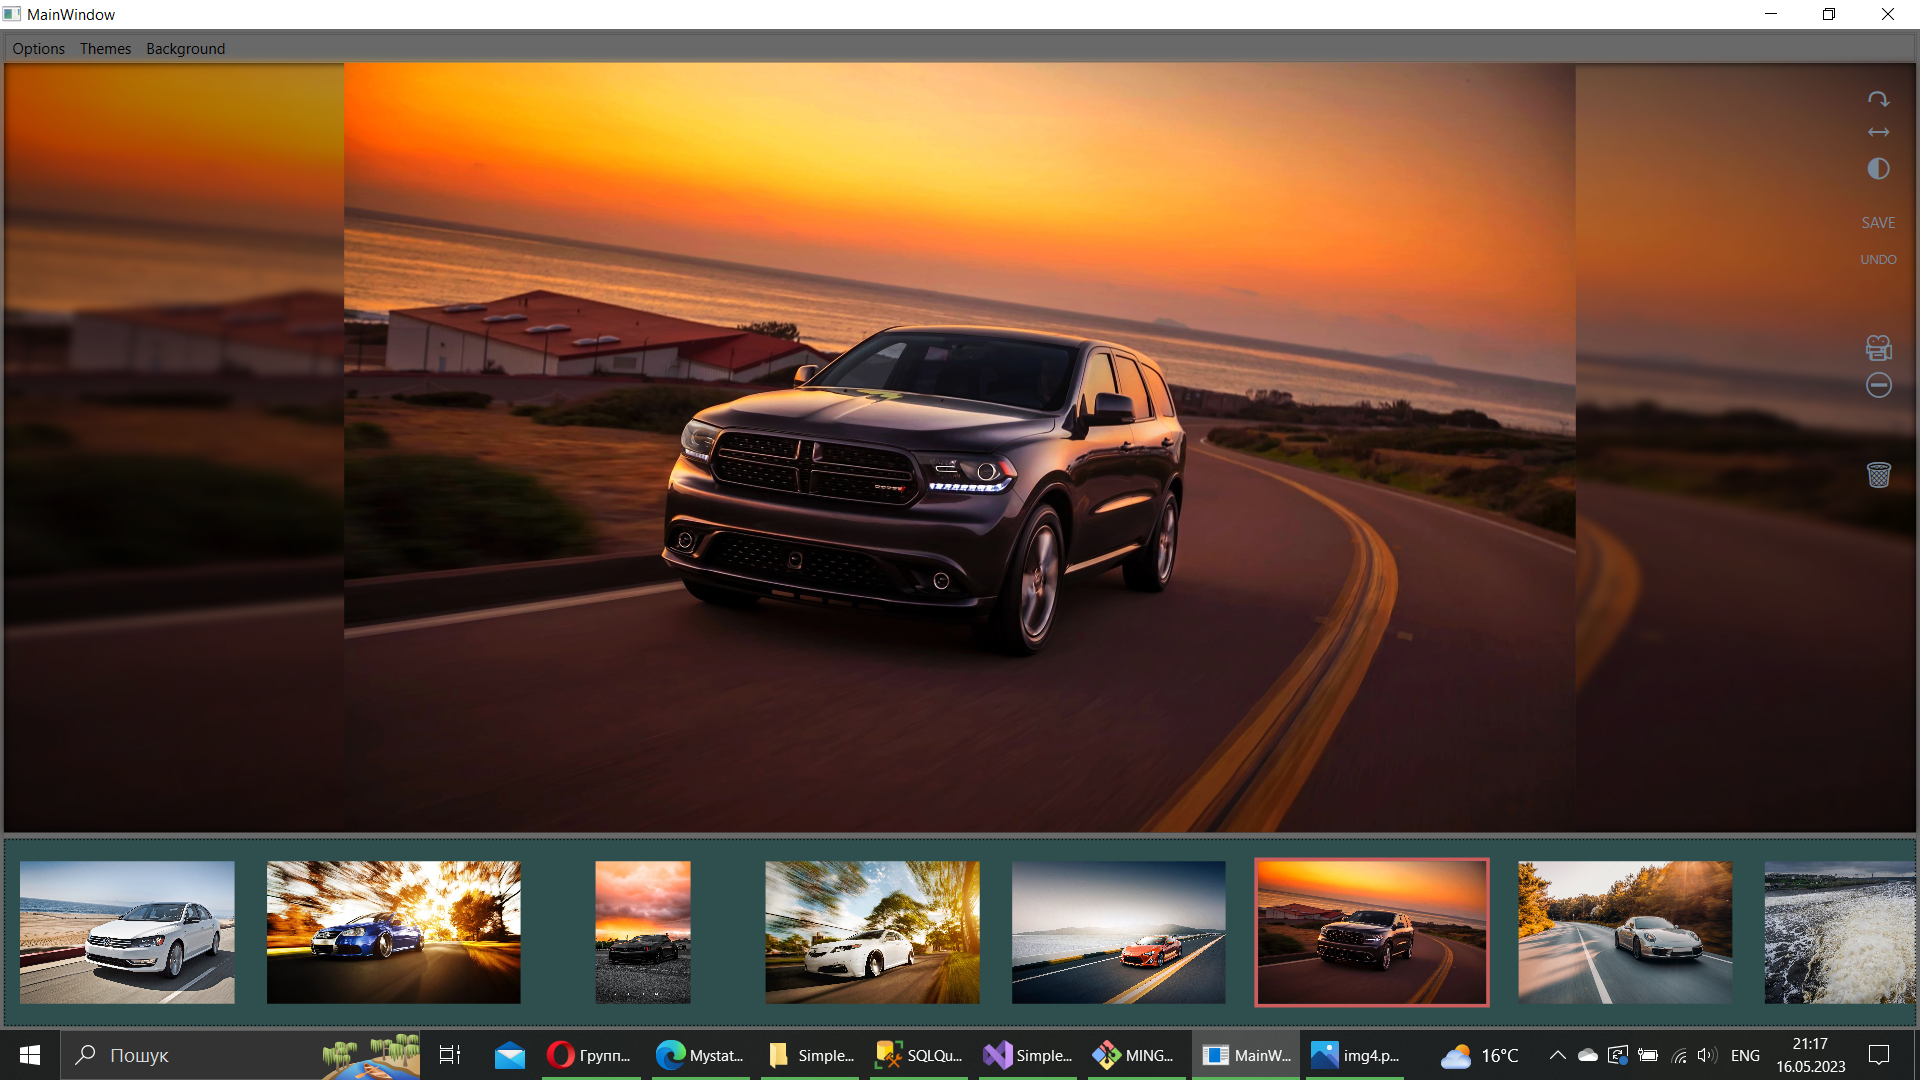 MainWindow
Options Themes Background
SAVE
UNDO
DODGE
Пошук
Групп...
Mystat...
Simple...
SQLQu...
Simple...
MING...
MainW...
img4.p...
16°C
ENG
21:17
16.05.2023